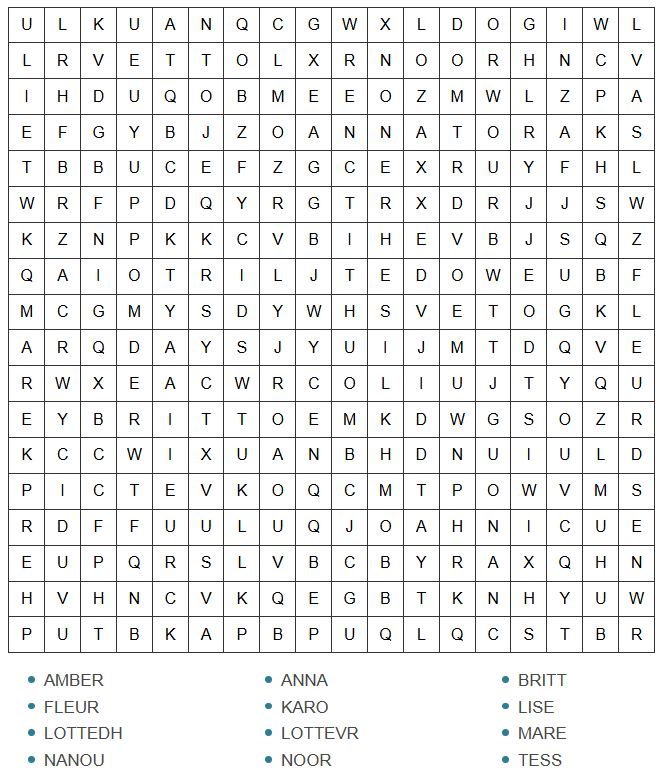 U L K U A N Q C G W X L D O G I W L
L R V E T T O L X R N O O R H N C V
I H D U Q O B M E E O Z M W L Z P A
E F G Y B J Z O A N N A T O R A K S
T B B U C E F Z G C E X R U Y F H L
W R F P D Q Y R G T R X D R J J S W
K Z N P K K C V B I H E V B J S Q Z
Q A I O T R I L J T E D O W E U B F
M C G M Y S D Y W H S V E T O G K L
A R Q D A Y S J Y U I J M T D Q V E
R W X E A C W R C O L I U J T Y Q U
E Y B R I T T O E M K D W G S O Z R
K C C W I X U A N B H D N U I U L D
P I C T E V K O Q C M T P O W V M S
R D F F U U L U Q J O A H N I C U E
E U P Q R S L V B C B Y R A X Q H N
H V H N C V K Q E G B T K N H Y U W
P U T B K A P B P U Q L Q C S T B R
• AMBER • ANNA • BRITT
• FLEUR • KARO • LISE
• LOTTEDH • LOTTEVR • MARE
• NANOU • NOOR • TESS